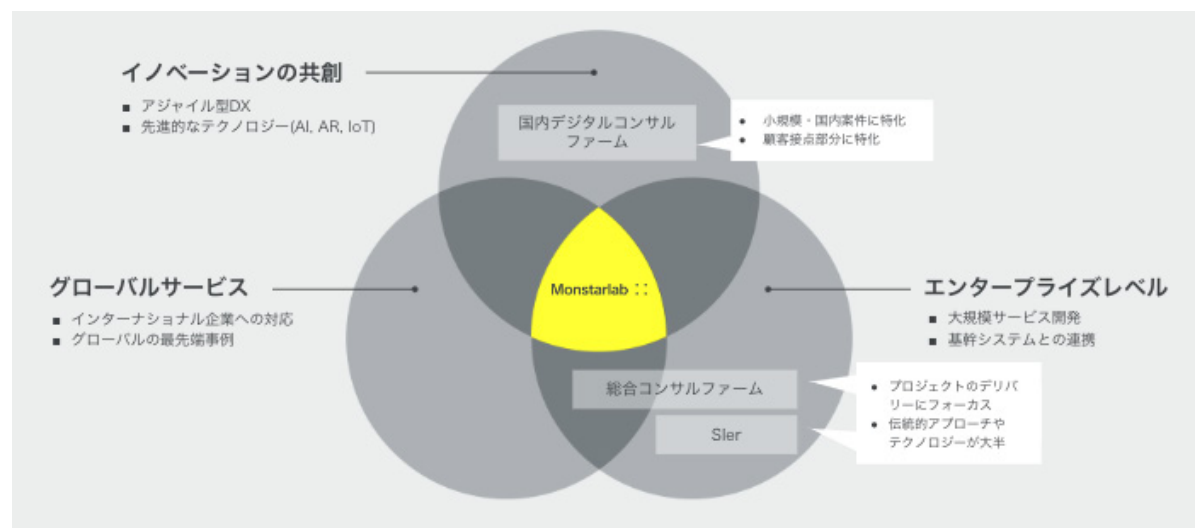 イノベーションの共創
■ アジャイル型DX
■ 先進的なテクノロジー(AI, AR, IoT)
国内デジタルコンサル
ファーム
• 小規模・国内案件に特化
• 顧客接点部分に特化
グローバルサービス
■ インターナショナル企業への対応
■ グローバルの最先端事例
Monstarlab
エンタープライズレベル
■ 大規模サービス開発
■ 基幹システムとの連携
総合コンサルファーム
SIer
• プロジェクトのデリバ
リーにフォーカス
• 伝統的アプローチや
テクノロジーが大半